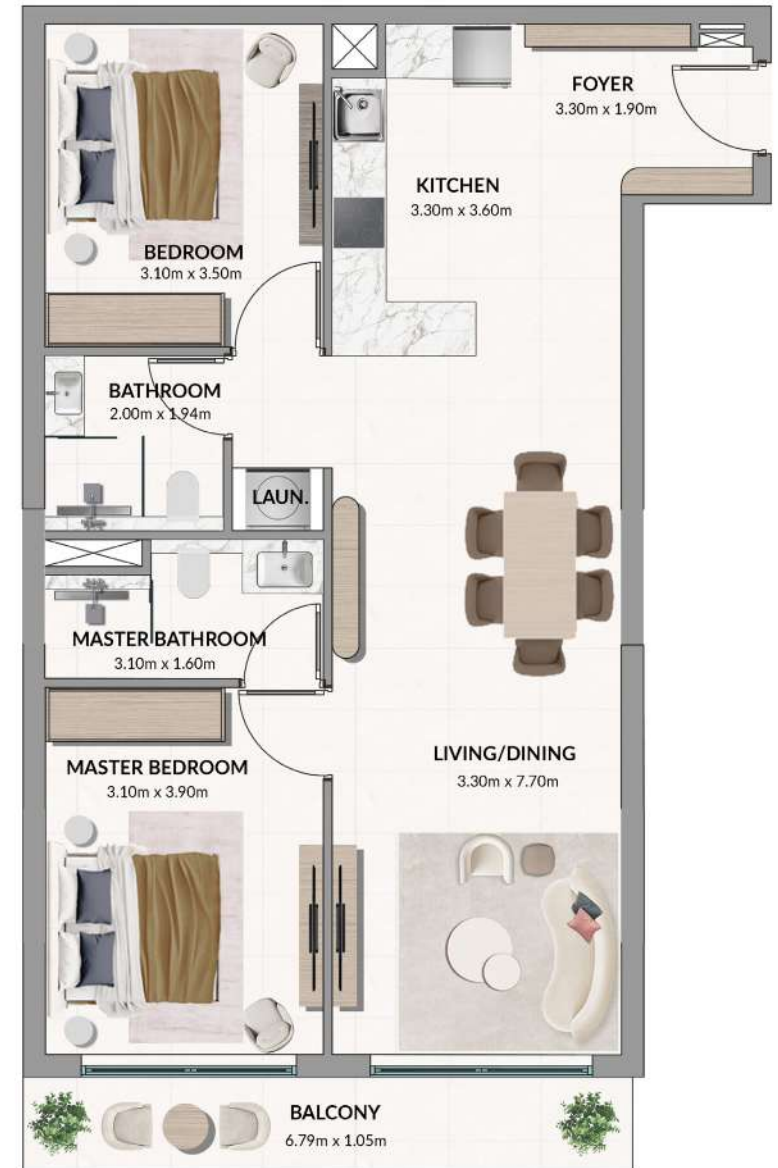 FOYER
3.30m x 1.90m
KITCHEN
3.30m x 3.60m
BEDROOM
3.10m x 3.50m
BATHROOM
2.00m x 1.94m
LAUN.
MASTER BATHROOM
3.10m x 1.60m
MASTER BEDROOM
3.10m x 3.90m
LIVING/DINING
3.30m x 7.70m
BALCONY
6.79m x 1.05m